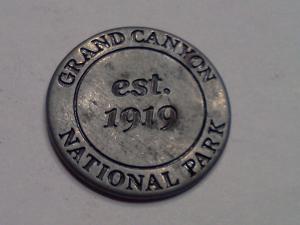 GRAND CANYON
est.
1919
NATIONAL PARK